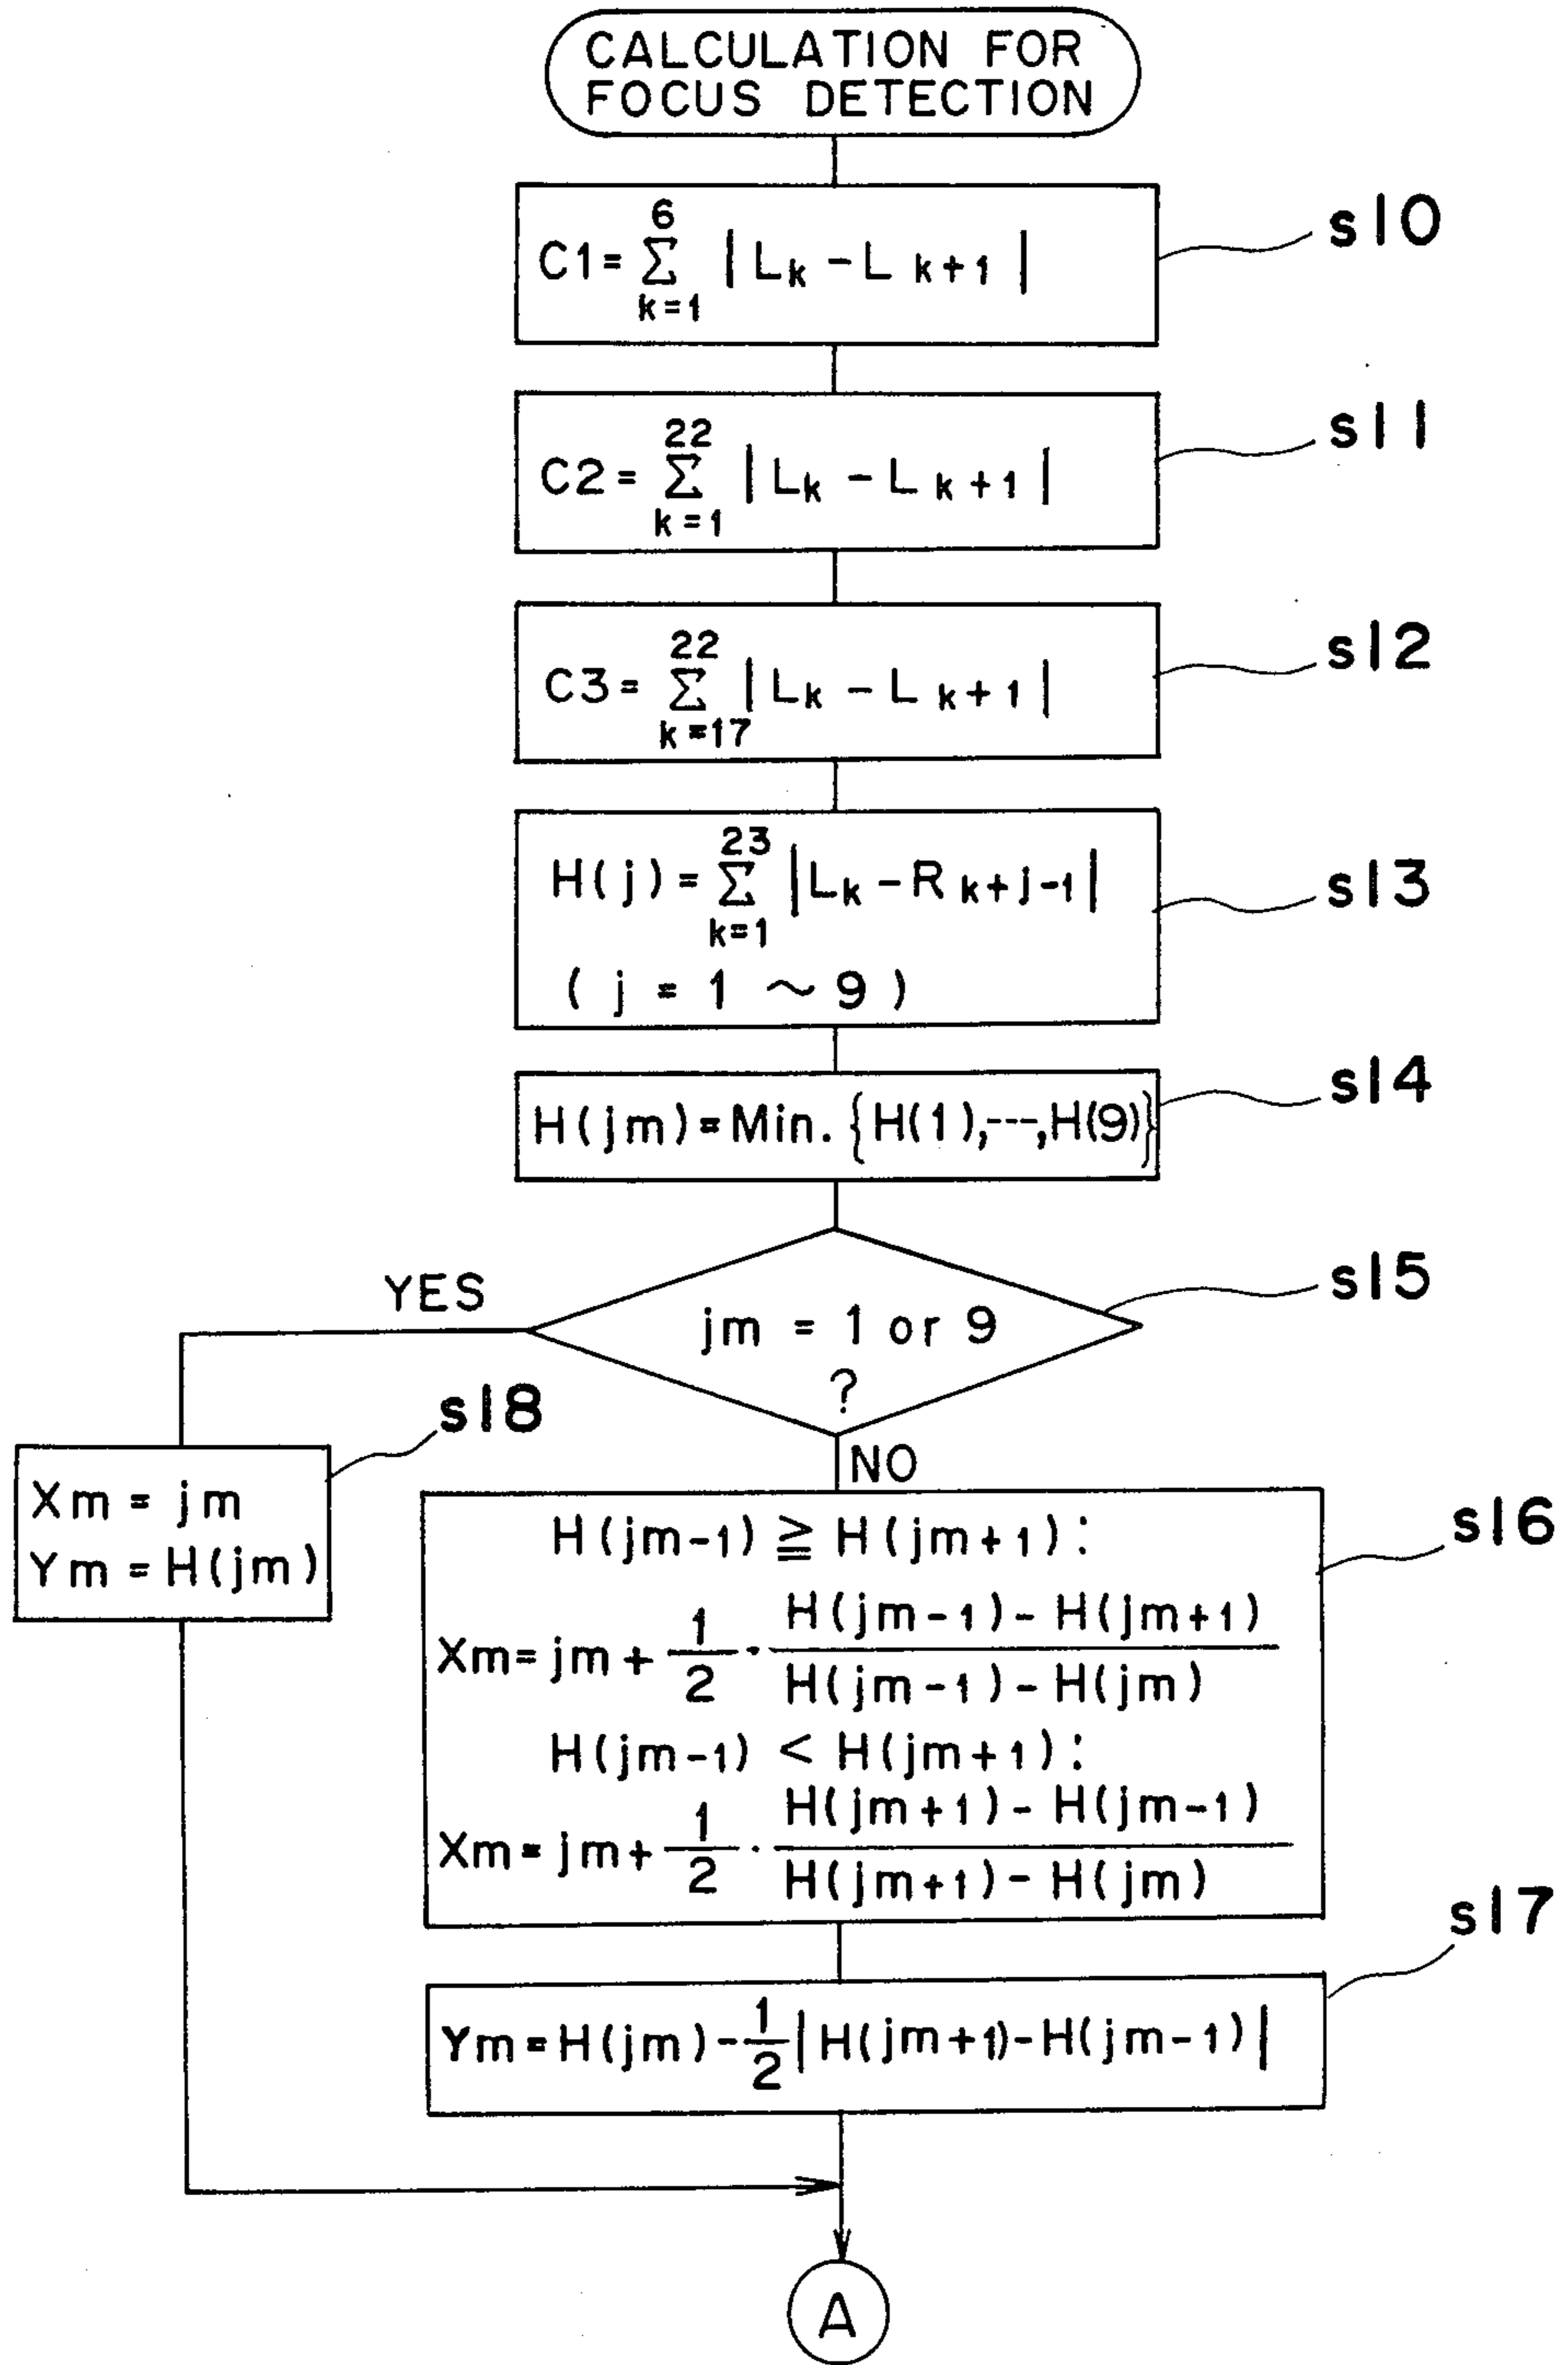 CALCULATION FOR
FOCUS DETECTION
s10
C1=∑_{k=1}^{6} |L_k - L_{k+1}|
s11
C2=∑_{k=1}^{22} |L_k - L_{k+1}|
s12
C3=∑_{k=17}^{22} |L_k - L_{k+1}|
s13
H(j)=∑_{k=1}^{23} |L_k - R_{k+j-1}|
( j = 1 ~ 9 )
s14
H(jm)=Min. {H(1),---,H(9)}
s15
YES
jm = 1 or 9
?
s18
NO
Xm = jm
Ym = H(jm)
s16
H(jm-1) ≧ H(jm+1) :
Xm = jm + 1/2 · (H(jm-1) - H(jm+1))/(H(jm-1) - H(jm))
H(jm-1) < H(jm+1) :
Xm = jm + 1/2 · (H(jm+1) - H(jm-1))/(H(jm+1) - H(jm))
s17
Ym = H(jm) - 1/2 |H(jm+1) - H(jm-1)|
A